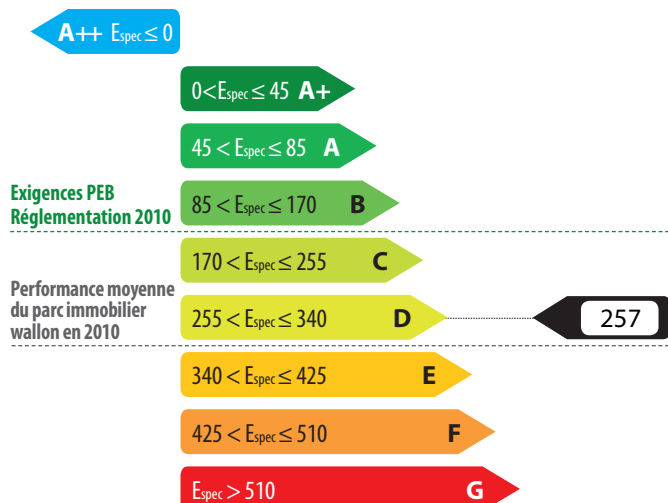 A++ Espec ≤ 0
0<Espec ≤ 45 A+
45 < Espec ≤ 85 A
Exigences PEB
Réglementation 2010
85 < Espec ≤ 170 B
170 < Espec ≤ 255 C
Performance moyenne
du parc immobilier
wallon en 2010
255 < Espec ≤ 340 D
257
340 < Espec ≤ 425 E
425 < Espec ≤ 510 F
Espec > 510 G